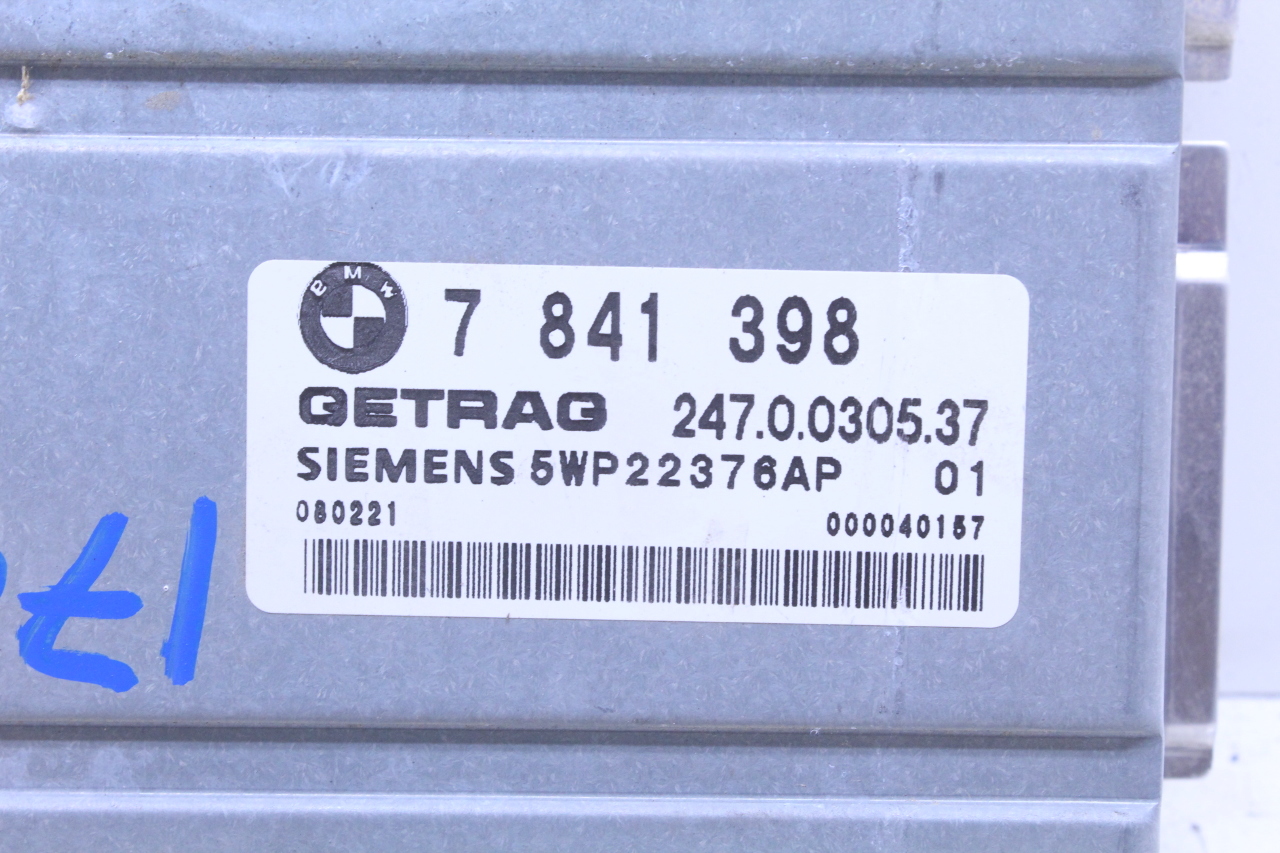 BMW 7 841 398
GETRAG 247.0.0305.37
SIEMENS 5WP22376AP 01
080221 000040157